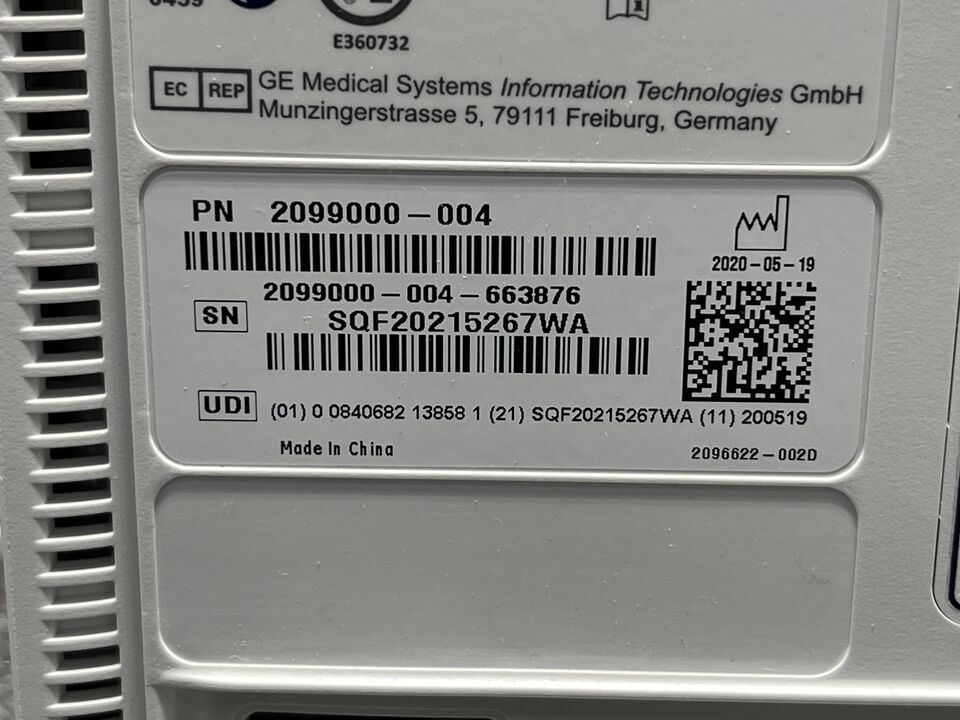 E360732
EC REP
GE Medical Systems Information Technologies GmbH
Munzingerstrasse 5, 79111 Freiburg, Germany
PN 2099000-004
2020-05-19
2099000-004-663876
SN SQF20215267WA
UDI (01) 0 0840682 13858 1 (21) SQF20215267WA (11) 200519
Made In China
2096622-002D